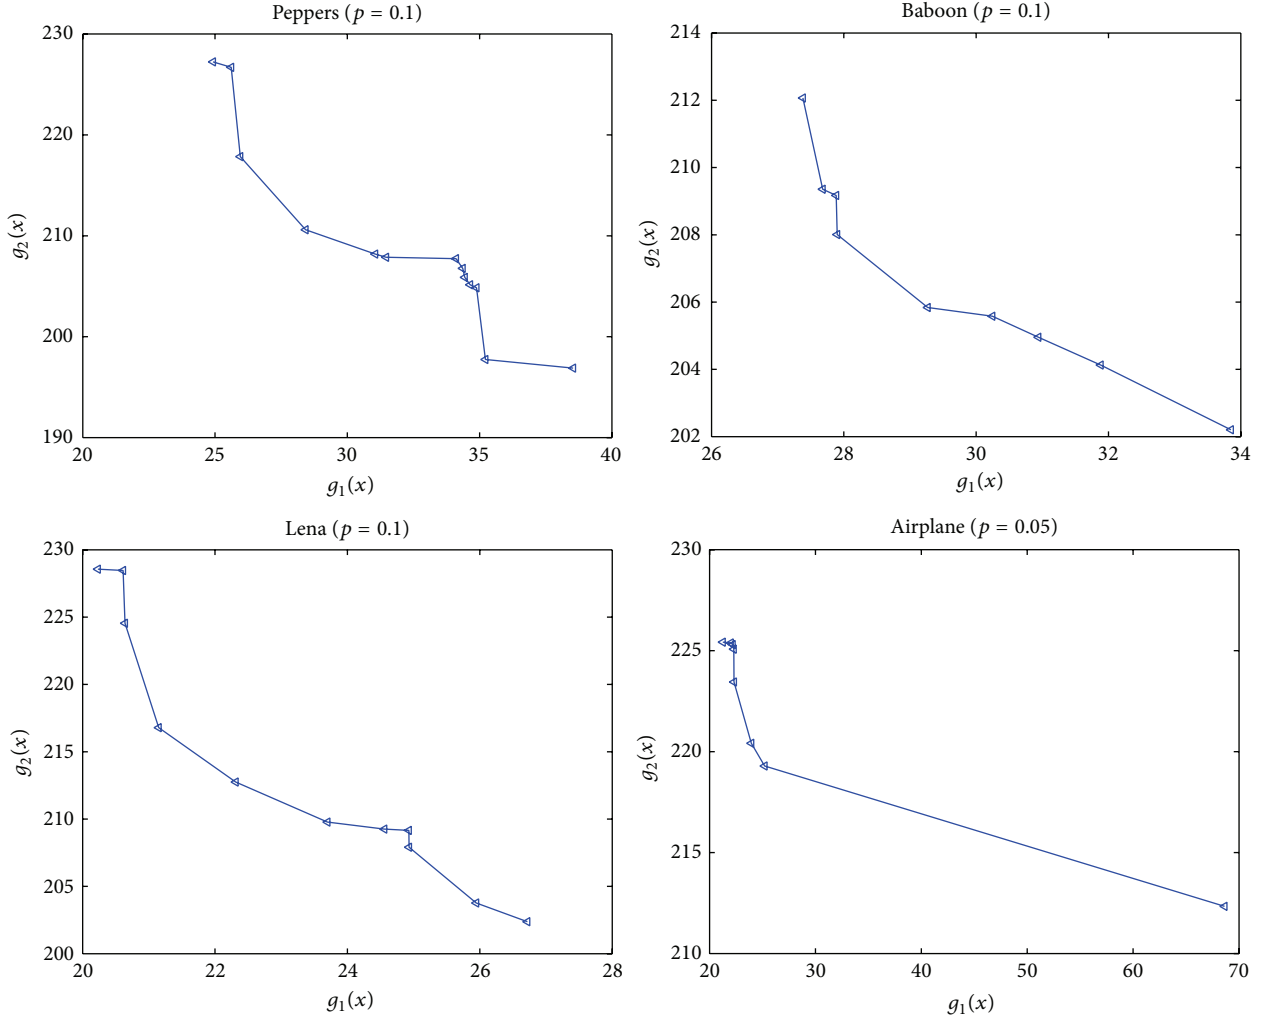 Peppers (p = 0.1)
230
220
210
200
190
g2(x)
20 25 30 35 40
g1(x)
Baboon (p = 0.1)
214
212
210
208
206
204
202
g2(x)
26 28 30 32 34
g1(x)
Lena (p = 0.1)
230
225
220
215
210
205
200
g2(x)
20 22 24 26 28
g1(x)
Airplane (p = 0.05)
230
225
220
215
210
g2(x)
20 30 40 50 60 70
g1(x)